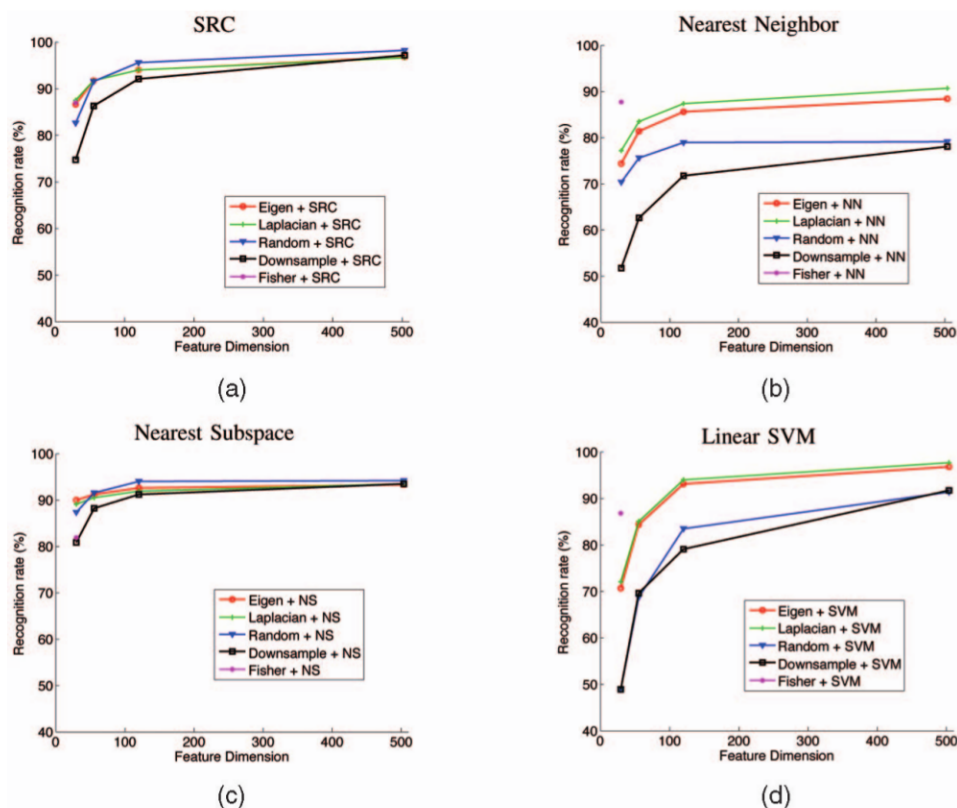 SRC
100
90
80
70
60
50
40
0
100
200
300
400
500
Recognition rate (%)
Feature Dimension
Eigen + SRC
Laplacian + SRC
Random + SRC
Downsample + SRC
Fisher + SRC
(a)
Nearest Neighbor
100
90
80
70
60
50
40
0
100
200
300
400
500
Recognition rate (%)
Feature Dimension
Eigen + NN
Laplacian + NN
Random + NN
Downsample + NN
Fisher + NN
(b)
Nearest Subspace
100
90
80
70
60
50
40
0
100
200
300
400
500
Recognition rate (%)
Feature Dimension
Eigen + NS
Laplacian + NS
Random + NS
Downsample + NS
Fisher + NS
(c)
Linear SVM
100
90
80
70
60
50
40
0
100
200
300
400
500
Recognition rate (%)
Feature Dimension
Eigen + SVM
Laplacian + SVM
Random + SVM
Downsample + SVM
Fisher + SVM
(d)